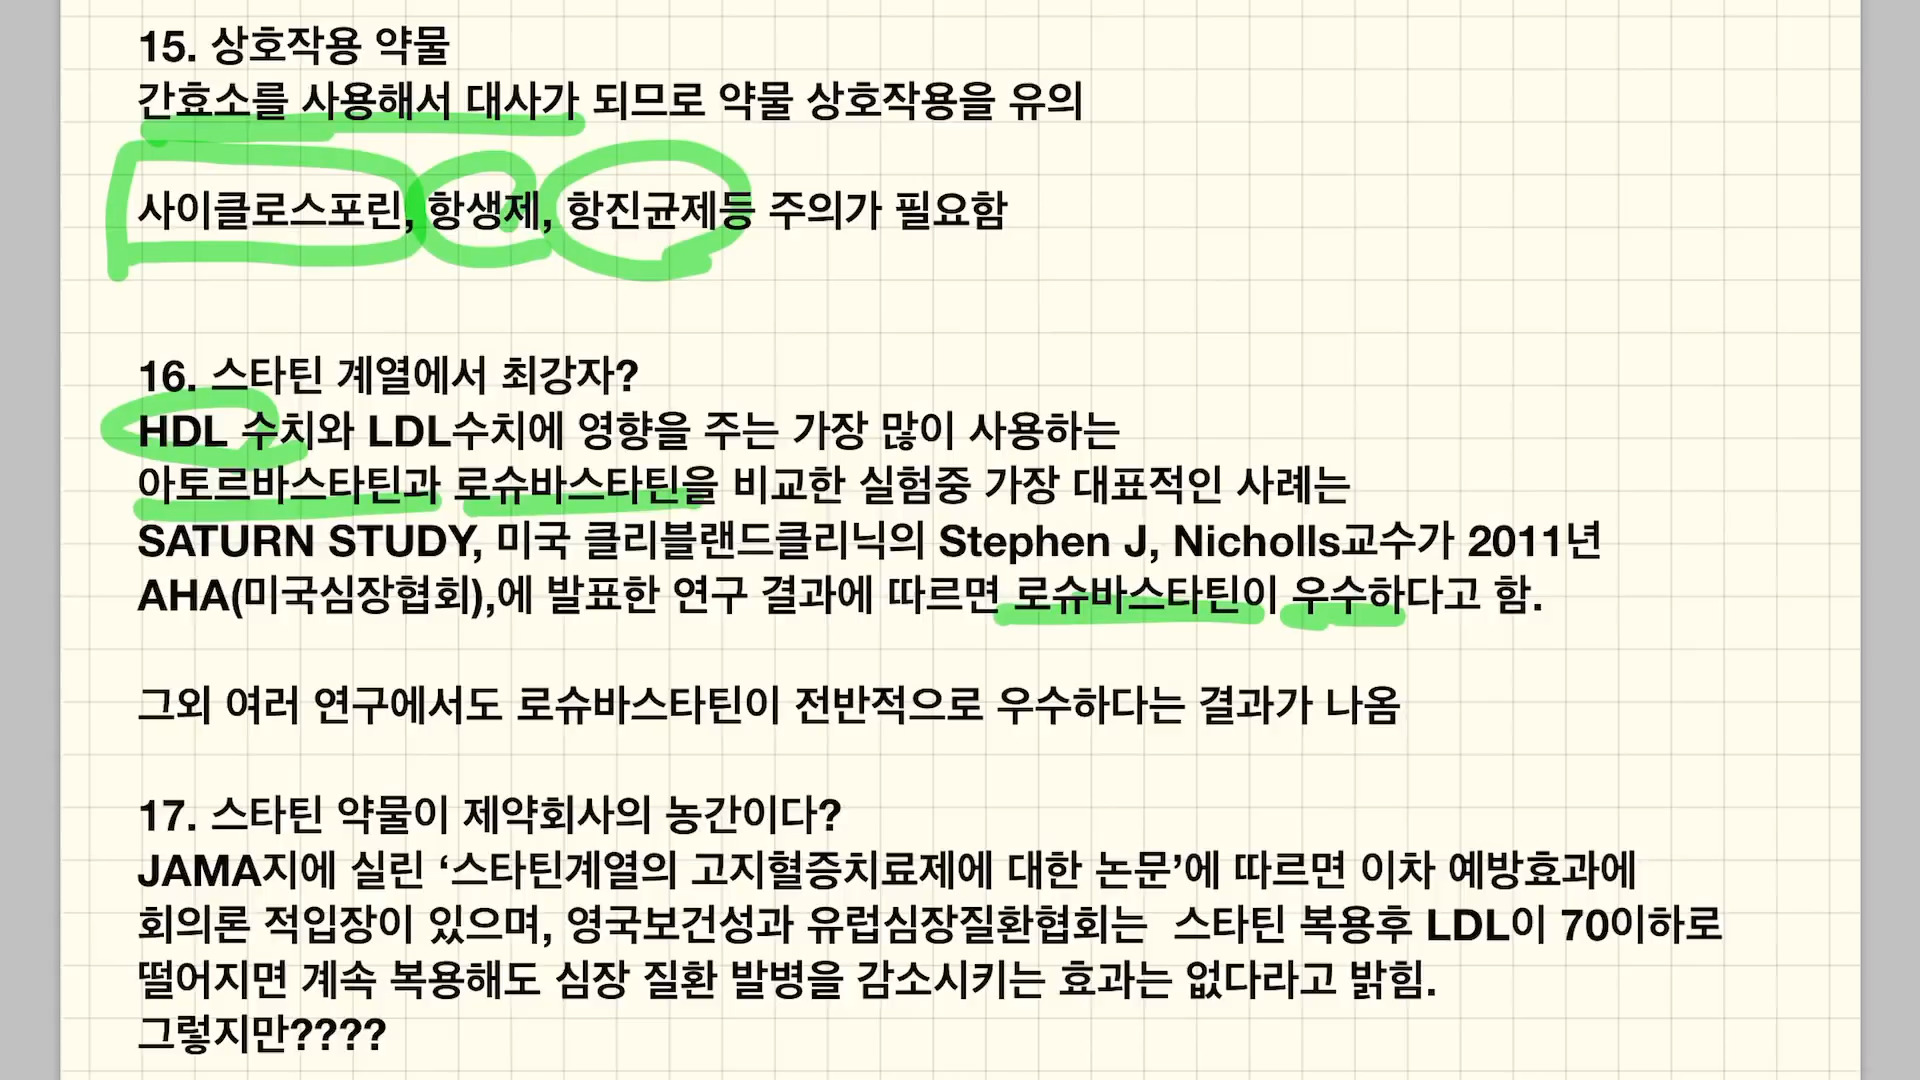 15. 상호작용 약물
간효소를 사용해서 대사가 되므로 약물 상호작용을 유의
사이클로스포린, 항생제, 항진균제등 주의가 필요함
16. 스타틴 계열에서 최강자?
HDL 수치와 LDL수치에 영향을 주는 가장 많이 사용하는
아토르바스타틴과 로슈바스타틴을 비교한 실험중 가장 대표적인 사례는
SATURN STUDY, 미국 클리블랜드클리닉의 Stephen J, Nicholls교수가 2011년
AHA(미국심장협회),에 발표한 연구 결과에 따르면 로슈바스타틴이 우수하다고 함.
그외 여러 연구에서도 로슈바스타틴이 전반적으로 우수하다는 결과가 나옴
17. 스타틴 약물이 제약회사의 농간이다?
JAMA지에 실린 ‘스타틴계열의 고지혈증치료제에 대한 논문’에 따르면 이차 예방효과에
회의론 적입장이 있으며, 영국보건성과 유럽심장질환협회는  스타틴 복용후 LDL이 70이하로
떨어지면 계속 복용해도 심장 질환 발병을 감소시키는 효과는 없다라고 밝힘.
그렇지만????